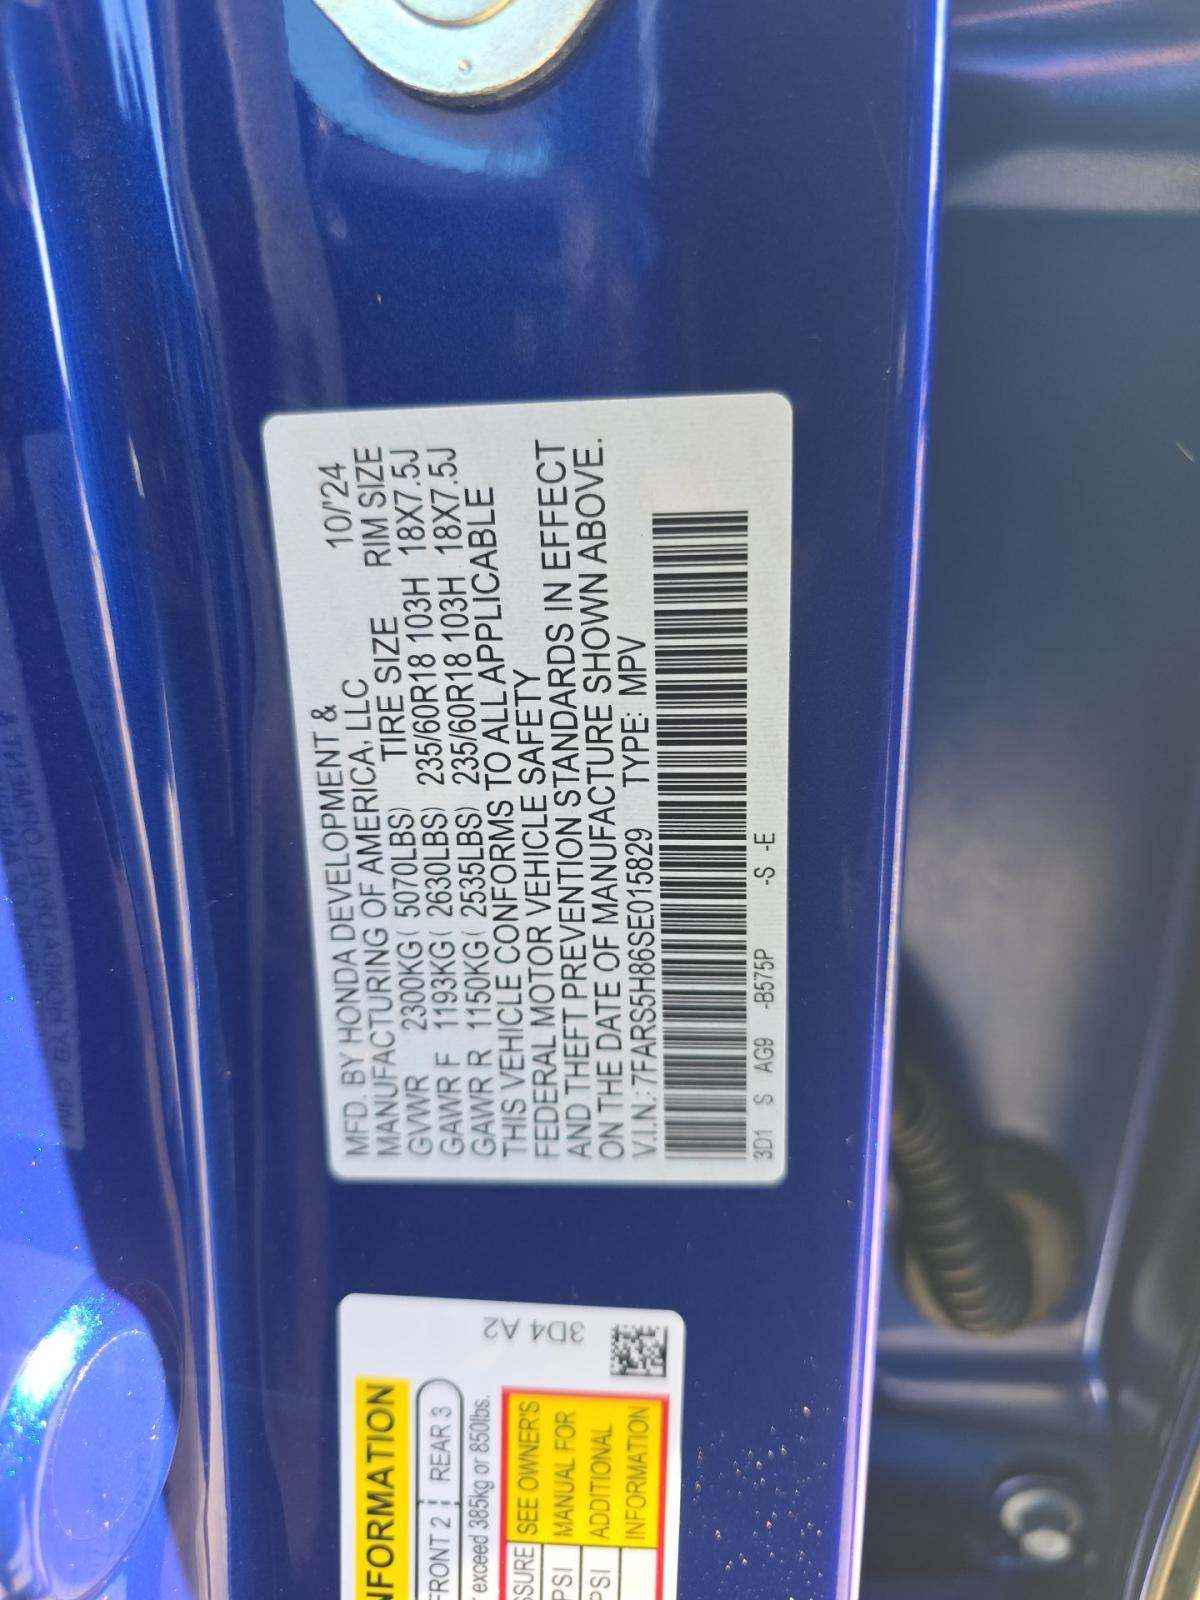 MFD. BY HONDA DEVELOPMENT &
MANUFACTURING OF AMERICA, LLC 10/'24
GVWR 2300KG ( 5070LBS) TIRE SIZE RIM SIZE
GAWR F 1193KG ( 2630LBS) 235/60R18 103H 18X7.5J
GAWR R 1150KG ( 2535LBS) 235/60R18 103H 18X7.5J
THIS VEHICLE CONFORMS TO ALL APPLICABLE
FEDERAL MOTOR VEHICLE SAFETY
AND THEFT PREVENTION STANDARDS IN EFFECT
ON THE DATE OF MANUFACTURE SHOWN ABOVE.
V.I.N.: 7FARS5H86SE015829 TYPE: MPV
3D1 S AG9 -B575P -S -E
3D4 A2
NFORMATION
FRONT 2 REAR 3
exceed 385kg or 850lbs.
SSURE SEE OWNER'S
PSI MANUAL FOR
PSI ADDITIONAL
INFORMATION